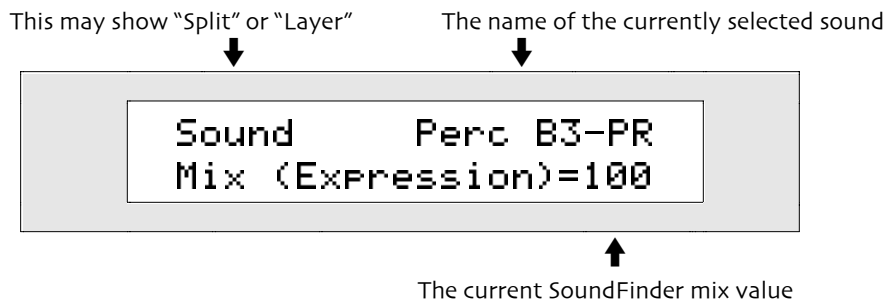 This may show “Split” or “Layer”
The name of the currently selected sound
Sound Perc B3-PR
Mix (Expression)=100
The current SoundFinder mix value